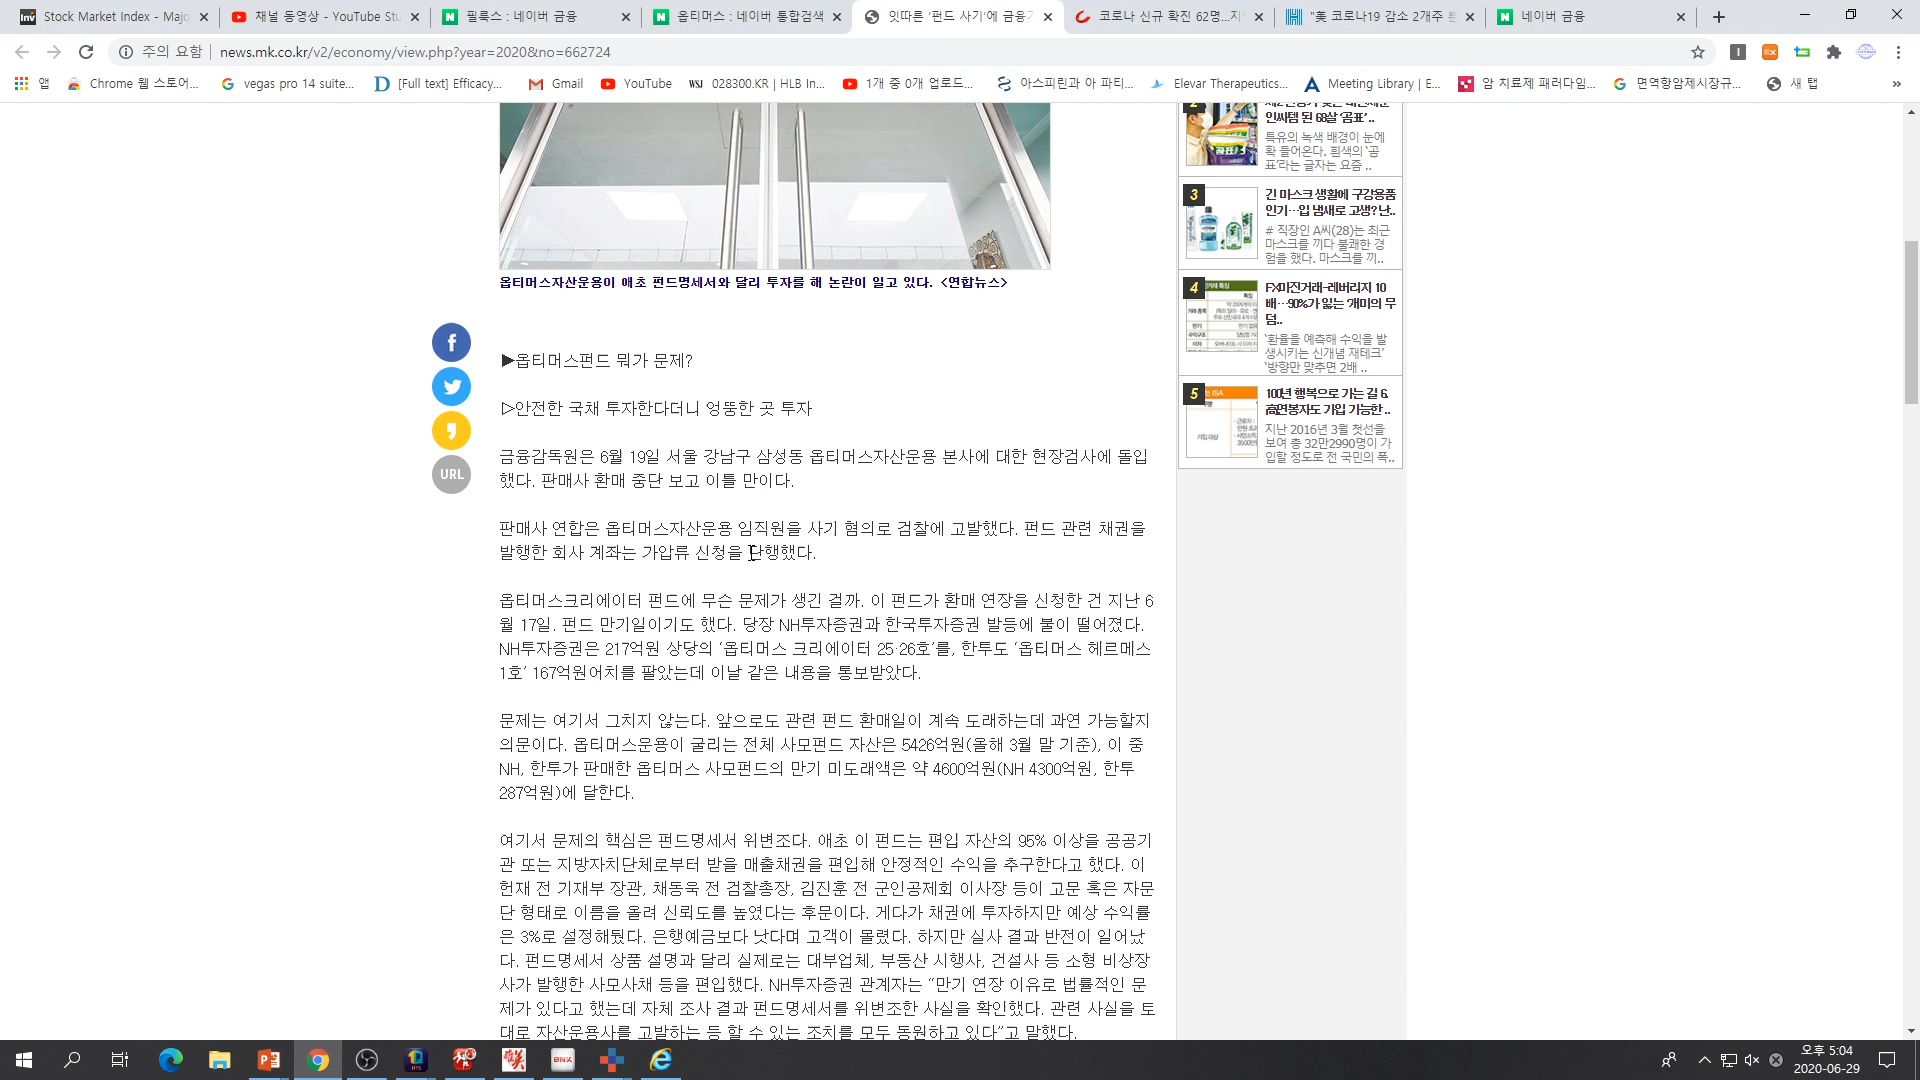 Stock Market Index - Majo
채널 동영상 - YouTube Stu
필룩스 : 네이버 금융
옵티머스 : 네이버 통합검색
잇따른 '펀드 사기'에 금융기
코로나 신규 확진 62명...지
"美 코로나19 감소 2개주 뿐
네이버 금융
주의 요함 | news.mk.co.kr/v2/economy/view.php?year=2020&no=662724
앱
Chrome 웹 스토어...
vegas pro 14 suite...
[Full text] Efficacy...
Gmail
YouTube
WSJ 028300.KR | HLB In...
1개 중 0개 업로드...
아스피린과 아 파티...
Elevar Therapeutics...
Meeting Library | E...
암 치료제 패러다임...
면역항암제시장규...
새 탭
»
옵티머스자산운용이 애초 펀드명세서와 달리 투자를 해 논란이 일고 있다. <연합뉴스>
URL
▶옵티머스펀드 뭐가 문제?
▷안전한 국채 투자한다더니 엉뚱한 곳 투자
금융감독원은 6월 19일 서울 강남구 삼성동 옵티머스자산운용 본사에 대한 현장검사에 돌입
했다. 판매사 환매 중단 보고 이틀 만이다.
판매사 연합은 옵티머스자산운용 임직원을 사기 혐의로 검찰에 고발했다. 펀드 관련 채권을
발행한 회사 계좌는 가압류 신청을 단행했다.
옵티머스크리에이터 펀드에 무슨 문제가 생긴 걸까. 이 펀드가 환매 연장을 신청한 건 지난 6
월 17일. 펀드 만기일이기도 했다. 당장 NH투자증권과 한국투자증권 발등에 불이 떨어졌다.
NH투자증권은 217억원 상당의 '옵티머스 크리에이터 25·26호'를, 한투도 '옵티머스 헤르메스
1호' 167억원어치를 팔았는데 이날 같은 내용을 통보받았다.
문제는 여기서 그치지 않는다. 앞으로도 관련 펀드 환매일이 계속 도래하는데 과연 가능할지
의문이다. 옵티머스운용이 굴리는 전체 사모펀드 자산은 5426억원(올해 3월 말 기준), 이 중
NH, 한투가 판매한 옵티머스 사모펀드의 만기 미도래액은 약 4600억원(NH 4300억원, 한투
287억원)에 달한다.
여기서 문제의 핵심은 펀드명세서 위변조다. 애초 이 펀드는 편입 자산의 95% 이상을 공공기
관 또는 지방자치단체로부터 받을 매출채권을 편입해 안정적인 수익을 추구한다고 했다. 이
헌재 전 기재부 장관, 채동욱 전 검찰총장, 김진훈 전 군인공제회 이사장 등이 고문 혹은 자문
단 형태로 이름을 올려 신뢰도를 높였다는 후문이다. 게다가 채권에 투자하지만 예상 수익률
은 3%로 설정해뒀다. 은행예금보다 낫다며 고객이 몰렸다. 하지만 실사 결과 반전이 일어났
다. 펀드명세서 상품 설명과 달리 실제로는 대부업체, 부동산 시행사, 건설사 등 소형 비상장
사가 발행한 사모사채 등을 편입했다. NH투자증권 관계자는 "만기 연장 이유로 법률적인 문
제가 있다고 했는데 자체 조사 결과 펀드명세서를 위변조한 사실을 확인했다. 관련 사실을 토
대로 자산운용사를 고발하는 등 할 수 있는 조치를 모두 동원하고 있다"고 말했다.
2
인싸템 된 68살 '곰표'..
특유의 녹색 배경이 눈에
확 들어온다. 흰색의 '곰
표'라는 글자는 요즘 ..
3
긴 마스크 생활에 구강용품
인기…입 냄새로 고생? 난..
# 직장인 A씨(28)는 최근
마스크를 끼다 불쾌한 경
험을 했다. 마스크를 끼..
4
FX마진거래-레버리지 10
배…90%가 잃는 '개미의 무
덤..
'환율을 예측해 수익을 발
생시키는 신개념 재테크'
'방향만 맞추면 2배 ..
5
100년 행복으로 가는 길 6.
高연봉자도 가입 가능한 ..
지난 2016년 3월 첫선을
보여 총 32만2990명이 가
입할 정도로 전 국민의 폭..
오후 5:04
2020-06-29